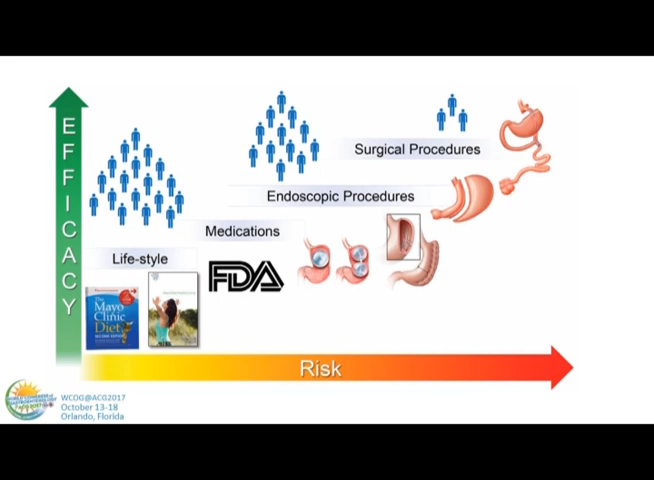 EFFICACY
Surgical Procedures
Endoscopic Procedures
Medications
Life-style
FDA
The
Mayo
Clinic
Diet
Risk
WCOG@ACG2017
October 13-18
Orlando, Florida